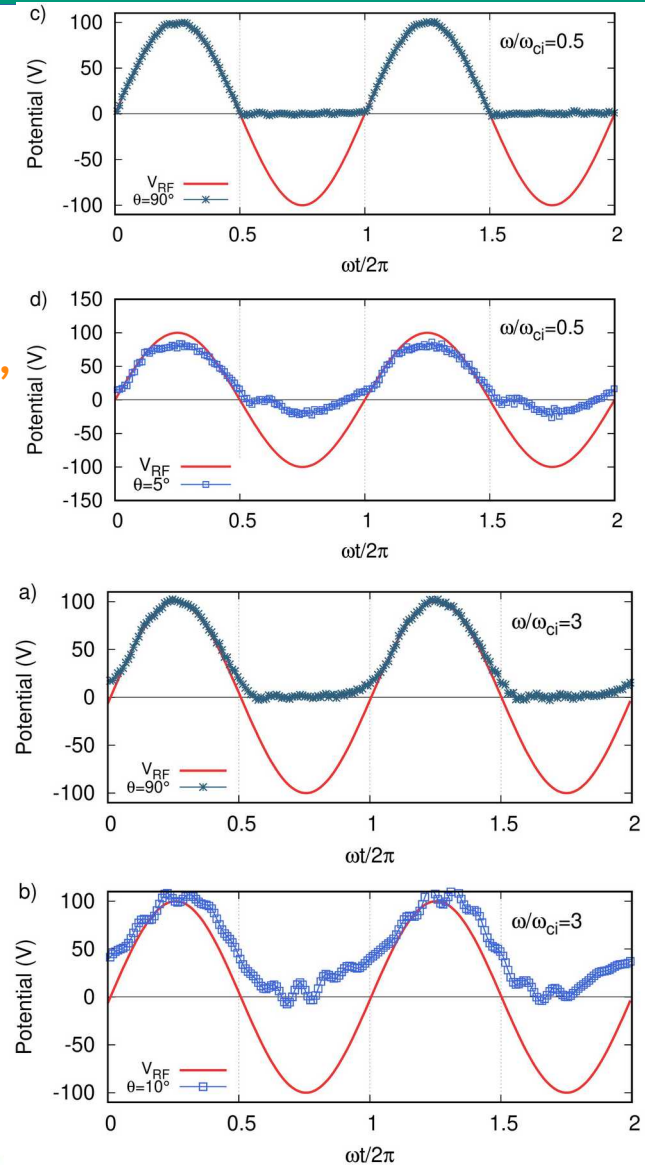 c)
ω/ω_ci=0.5
Potential (V)
100
50
0
-50
-100
V_RF
θ=90°
0 0.5 1 1.5 2
ωt/2π
d)
ω/ω_ci=0.5
Potential (V)
150
100
50
0
-50
-100
-150
V_RF
θ=5°
0 0.5 1 1.5 2
ωt/2π
,
a)
ω/ω_ci=3
Potential (V)
100
50
0
-50
-100
V_RF
θ=90°
0 0.5 1 1.5 2
ωt/2π
b)
ω/ω_ci=3
Potential (V)
100
50
0
-50
-100
V_RF
θ=10°
0 0.5 1 1.5 2
ωt/2π